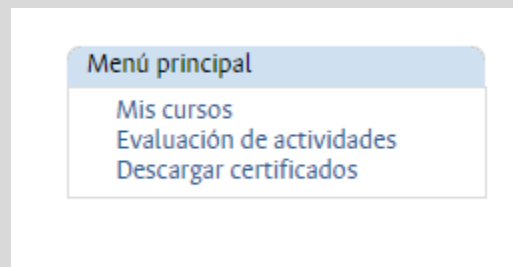 Menú principal
Mis cursos
Evaluación de actividades
Descargar certificados